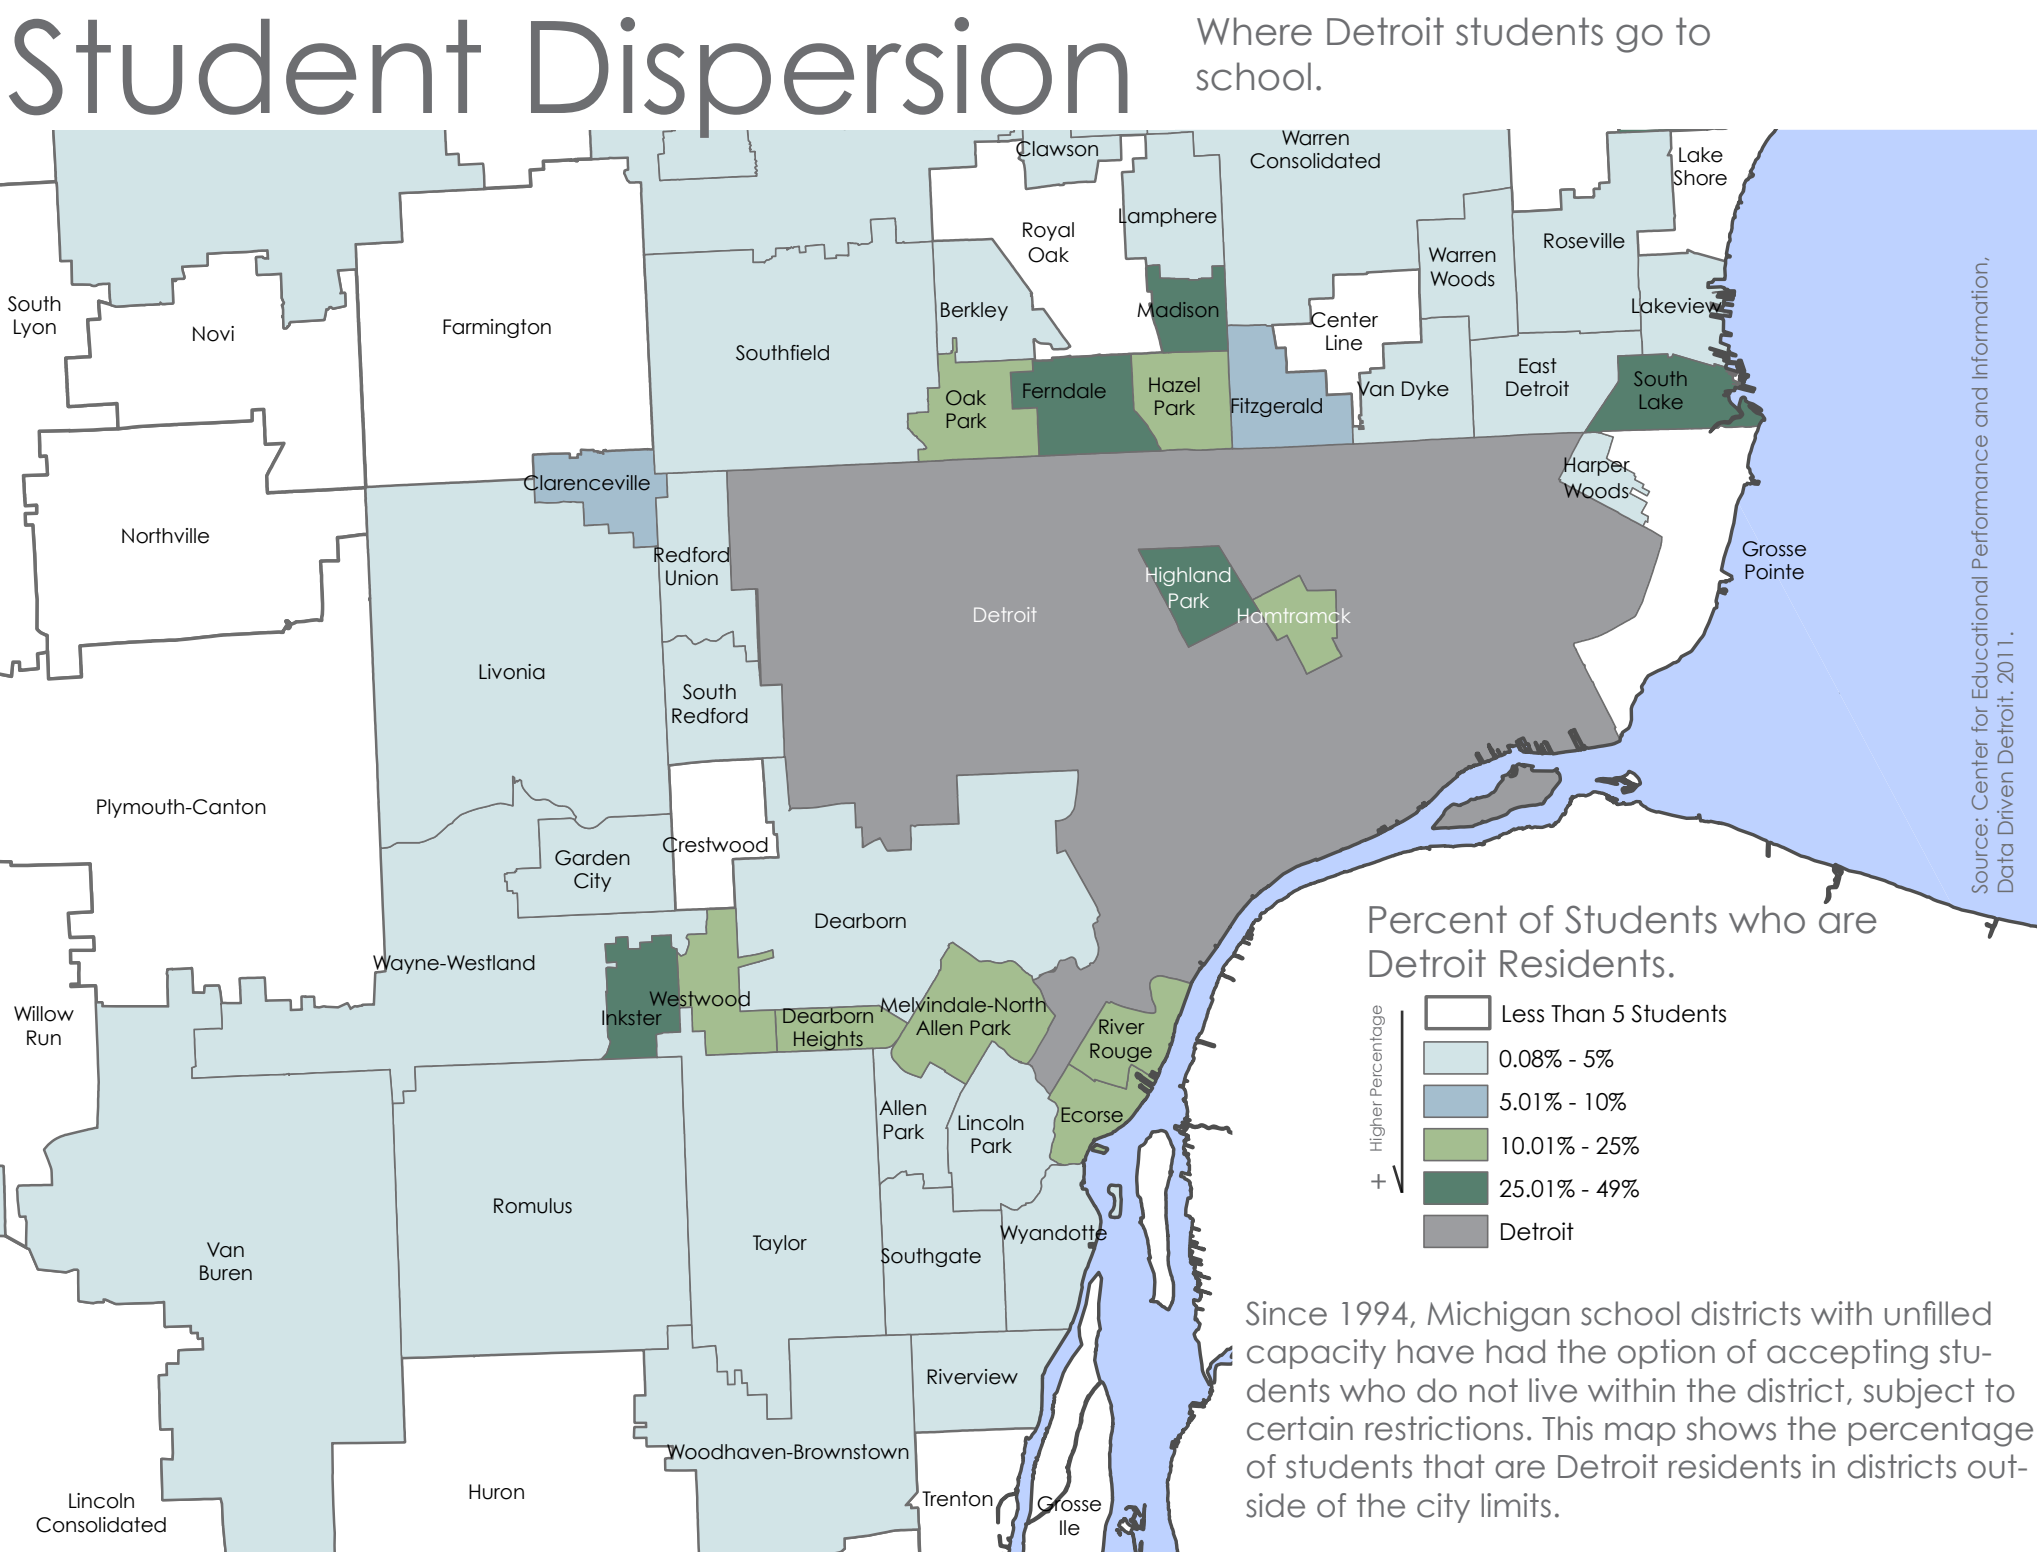 Student Dispersion
Where Detroit students go to
school.
Clawson
Warren
Consolidated
Lake
Shore
Lamphere
Royal
Oak
Roseville
Warren
Woods
South
Lyon
Novi
Farmington
Southfield
Berkley
Madison
Center
Line
Lakeview
Oak
Park
Ferndale
Hazel
Park
Fitzgerald
Van Dyke
East
Detroit
South
Lake
Clarenceville
Harper
Woods
Northville
Redford
Union
Grosse
Pointe
Highland
Park
Detroit
Hamtramck
Livonia
South
Redford
Plymouth-Canton
Crestwood
Garden
City
Dearborn
Wayne-Westland
Willow
Run
Inkster
Westwood
Dearborn
Heights
Melvindale-North
Allen Park
River
Rouge
Allen
Park
Lincoln
Park
Ecorse
Romulus
Van
Buren
Taylor
Southgate
Wyandotte
Riverview
Woodhaven-Brownstown
Huron
Trenton
Grosse
Ile
Lincoln
Consolidated
Source: Center for Educational Performance and Information,
Data Driven Detroit. 2011.
Percent of Students who are
Detroit Residents.
+ Higher Percentage
Less Than 5 Students
0.08% - 5%
5.01% - 10%
10.01% - 25%
25.01% - 49%
Detroit
Since 1994, Michigan school districts with unfilled
capacity have had the option of accepting stu-
dents who do not live within the district, subject to
certain restrictions. This map shows the percentage
of students that are Detroit residents in districts out-
side of the city limits.